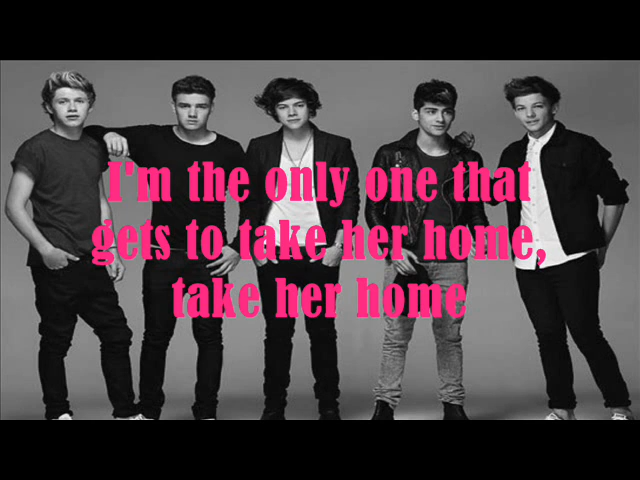 I'm the only one that
gets to take her home,
take her home